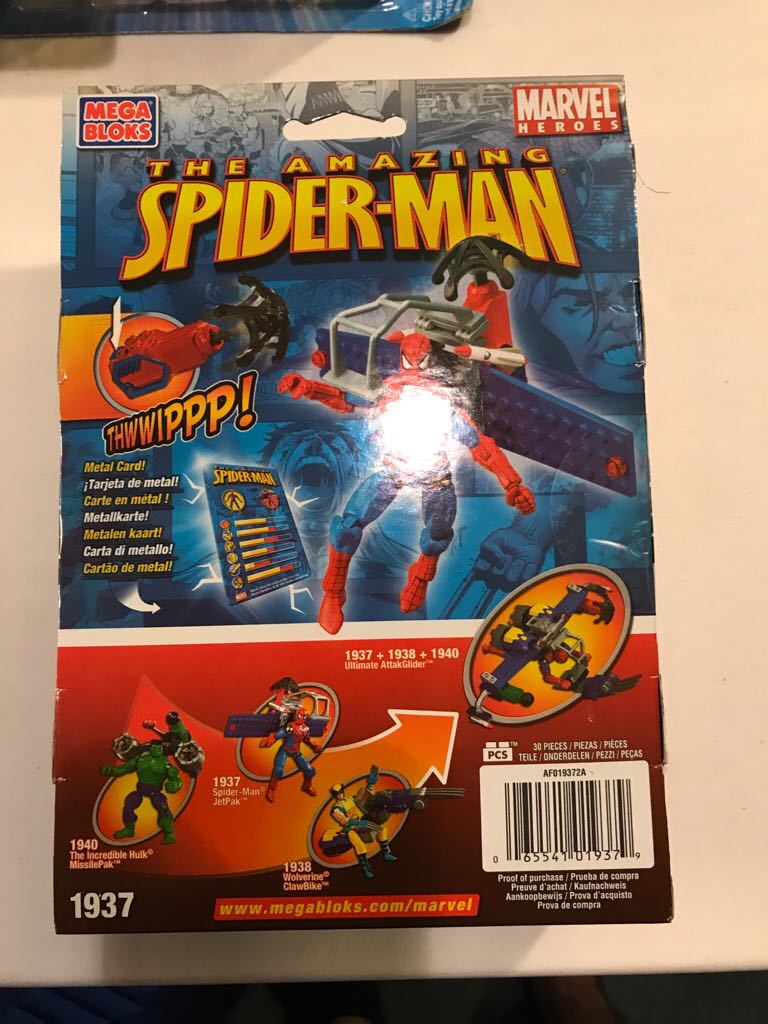 MEGA
BLOKS
MARVEL
HEROES
THE AMAZING
SPIDER-MAN®
THWWIPPP!
Metal Card!
¡Tarjeta de metal!
Carte en métal !
Metallkarte!
Metalen kaart!
Carta di metallo!
Cartão de metal!
SPIDER-MAN
1937 + 1938 + 1940
Ultimate AttakGlider™
1937
Spider-Man®
JetPak™
1940
The Incredible Hulk®
MissilePak™
1938
Wolverine®
ClawBike™
PCS™
30 PIECES / PIEZAS / PIÈCES
TEILE / ONDERDELEN / PEZZI / PEÇAS
AF019372A
0 65541 01937 9
Proof of purchase / Prueba de compra
Preuve d'achat / Kaufnachweis
Aankoopbewijs / Prova d'acquisto
Prova de compra
1937
www.megabloks.com/marvel